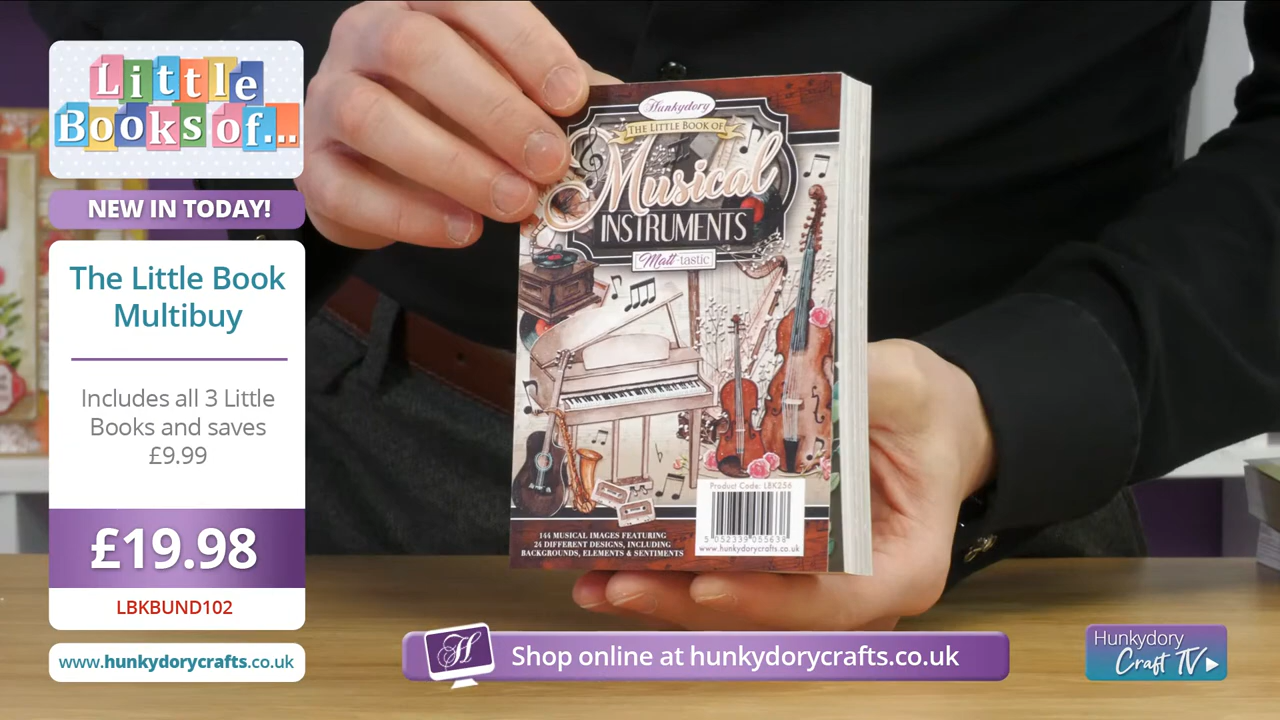 Little
Books of...
NEW IN TODAY!
The Little Book
Multibuy
Includes all 3 Little
Books and saves
£9.99
£19.98
LBKBUND102
www.hunkydorycrafts.co.uk
Hunkydory
THE LITTLE BOOK OF
Musical
INSTRUMENTS
Matt-tastic
Product Code: LBK256
5 052339 055638
www.hunkydorycrafts.co.uk
144 MUSICAL IMAGES FEATURING
24 DIFFERENT DESIGNS, INCLUDING
BACKGROUNDS, ELEMENTS & SENTIMENTS
H
Shop online at hunkydorycrafts.co.uk
Hunkydory
Craft TV